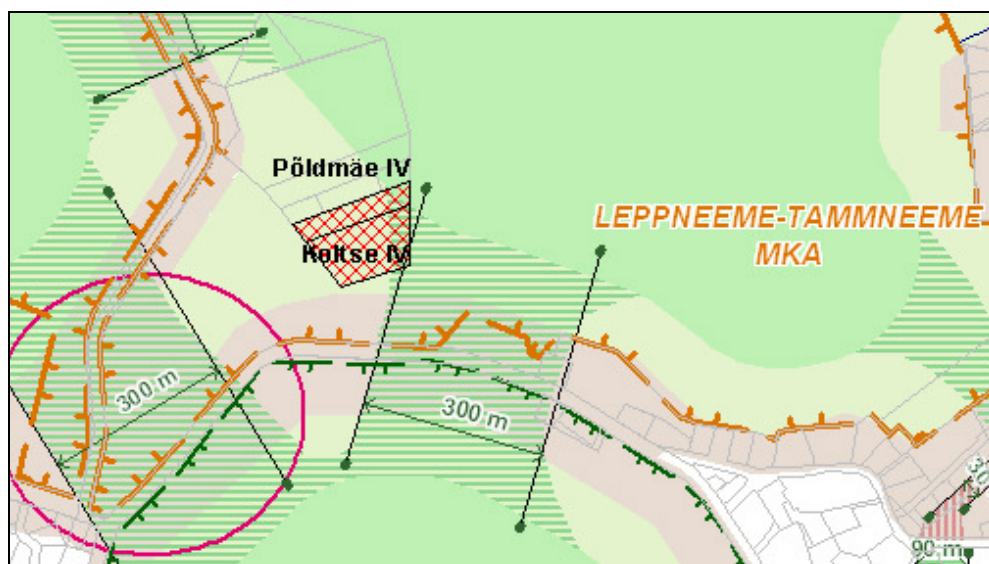 Põldmäe IV
Koltse IV
LEPPNEEME-TAMMNEEME
MKA
300 m
300 m
90 m